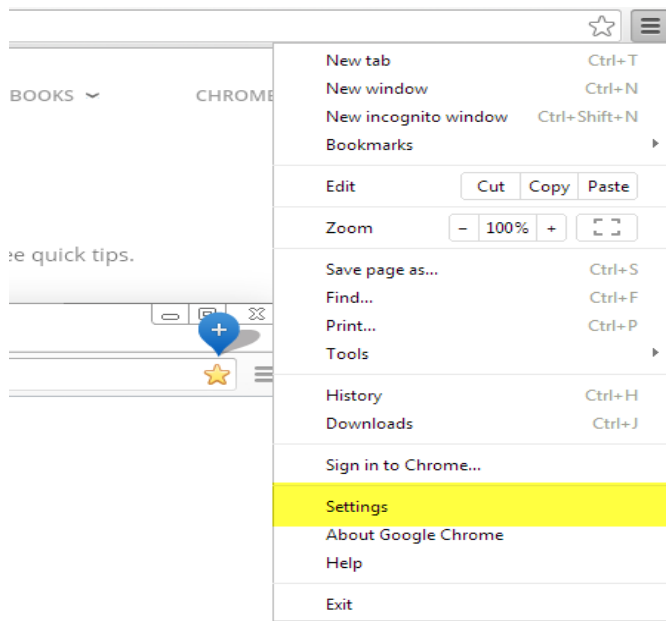 New tab Ctrl+T
New window Ctrl+N
BOOKS CHROME
New incognito window Ctrl+Shift+N
Bookmarks
Edit Cut Copy Paste
Zoom - 100% +
ee quick tips.
Save page as... Ctrl+S
Find... Ctrl+F
Print... Ctrl+P
Tools
History Ctrl+H
Downloads Ctrl+J
Sign in to Chrome...
Settings
About Google Chrome
Help
Exit